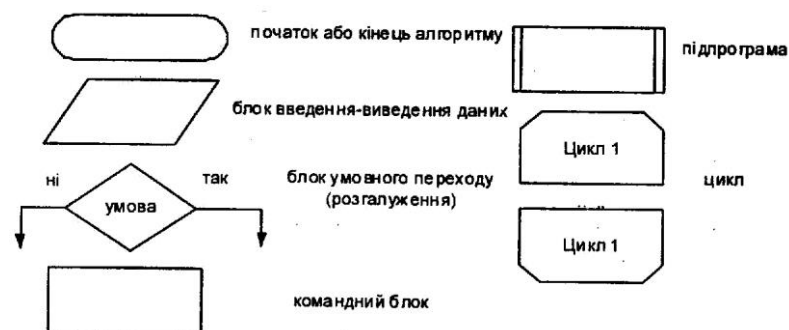 початок або кінець алгоритму
підпрограма
блок введення-виведення даних
Цикл 1
ні
так
умова
блок умовного переходу
(розгалуження)
цикл
Цикл 1
командний блок